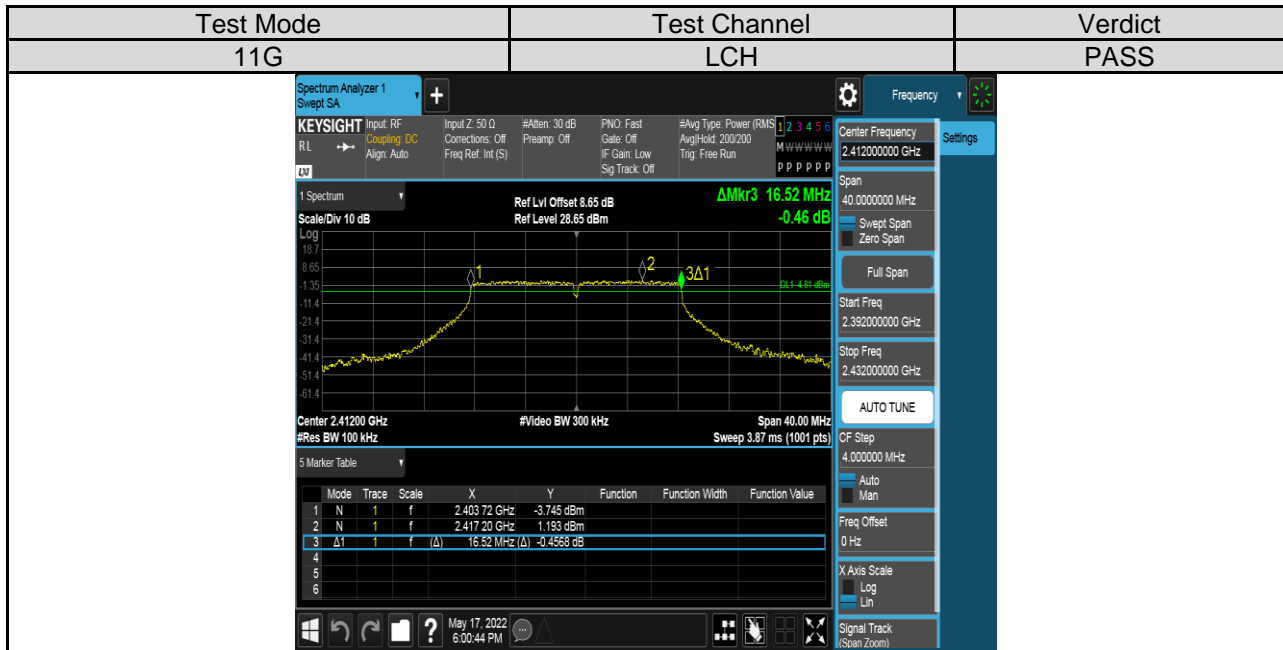 Test Mode Test Channel Verdict
11G LCH PASS
Spectrum Analyzer 1
Swept SA
+
Frequency
KEYSIGHT Input: RF Input Z: 50 Ω #Atten: 30 dB PNO: Fast #Avg Type: Power (RMS 1 2 3 4 5 6
RL Coupling: DC Corrections: Off Preamp: Off Gate: Off Avg|Hold: 200/200 M W W W W W
Align: Auto Freq Ref: Int (S) IF Gain: Low Trig: Free Run
LXI Sig Track: Off P P P P P P
1 Spectrum Ref Lvl Offset 8.65 dB ΔMkr3 16.52 MHz
Scale/Div 10 dB Ref Level 28.65 dBm -0.46 dB
Log
18.7
8.65
-1.35
-11.4
-21.4
-31.4
-41.4
-51.4
-61.4
1
2
3Δ1
DL1 -4.81 dBm
Center 2.41200 GHz #Video BW 300 kHz Span 40.00 MHz
#Res BW 100 kHz Sweep 3.87 ms (1001 pts)
5 Marker Table
Mode Trace Scale X Y Function Function Width Function Value
1 N 1 f 2.403 72 GHz -3.745 dBm
2 N 1 f 2.417 20 GHz 1.193 dBm
3 Δ1 1 f (Δ) 16.52 MHz (Δ) -0.4568 dB
4
5
6
? May 17, 2022
6:00:44 PM
Center Frequency
2.412000000 GHz
Settings
Span
40.0000000 MHz
Swept Span
Zero Span
Full Span
Start Freq
2.392000000 GHz
Stop Freq
2.432000000 GHz
AUTO TUNE
CF Step
4.000000 MHz
Auto
Man
Freq Offset
0 Hz
X Axis Scale
Log
Lin
Signal Track
(Span Zoom)